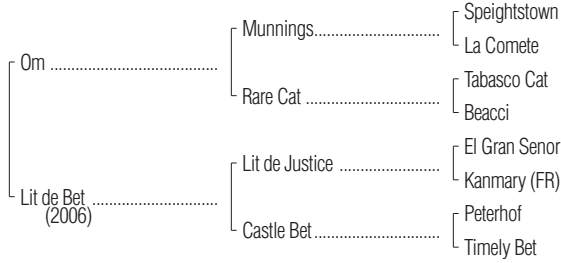 Speightstown
Munnings
La Comete
Om
Tabasco Cat
Rare Cat
Beacci
El Gran Senor
Lit de Justice
Kanmary (FR)
Lit de Bet
(2006)
Peterhof
Castle Bet
Timely Bet